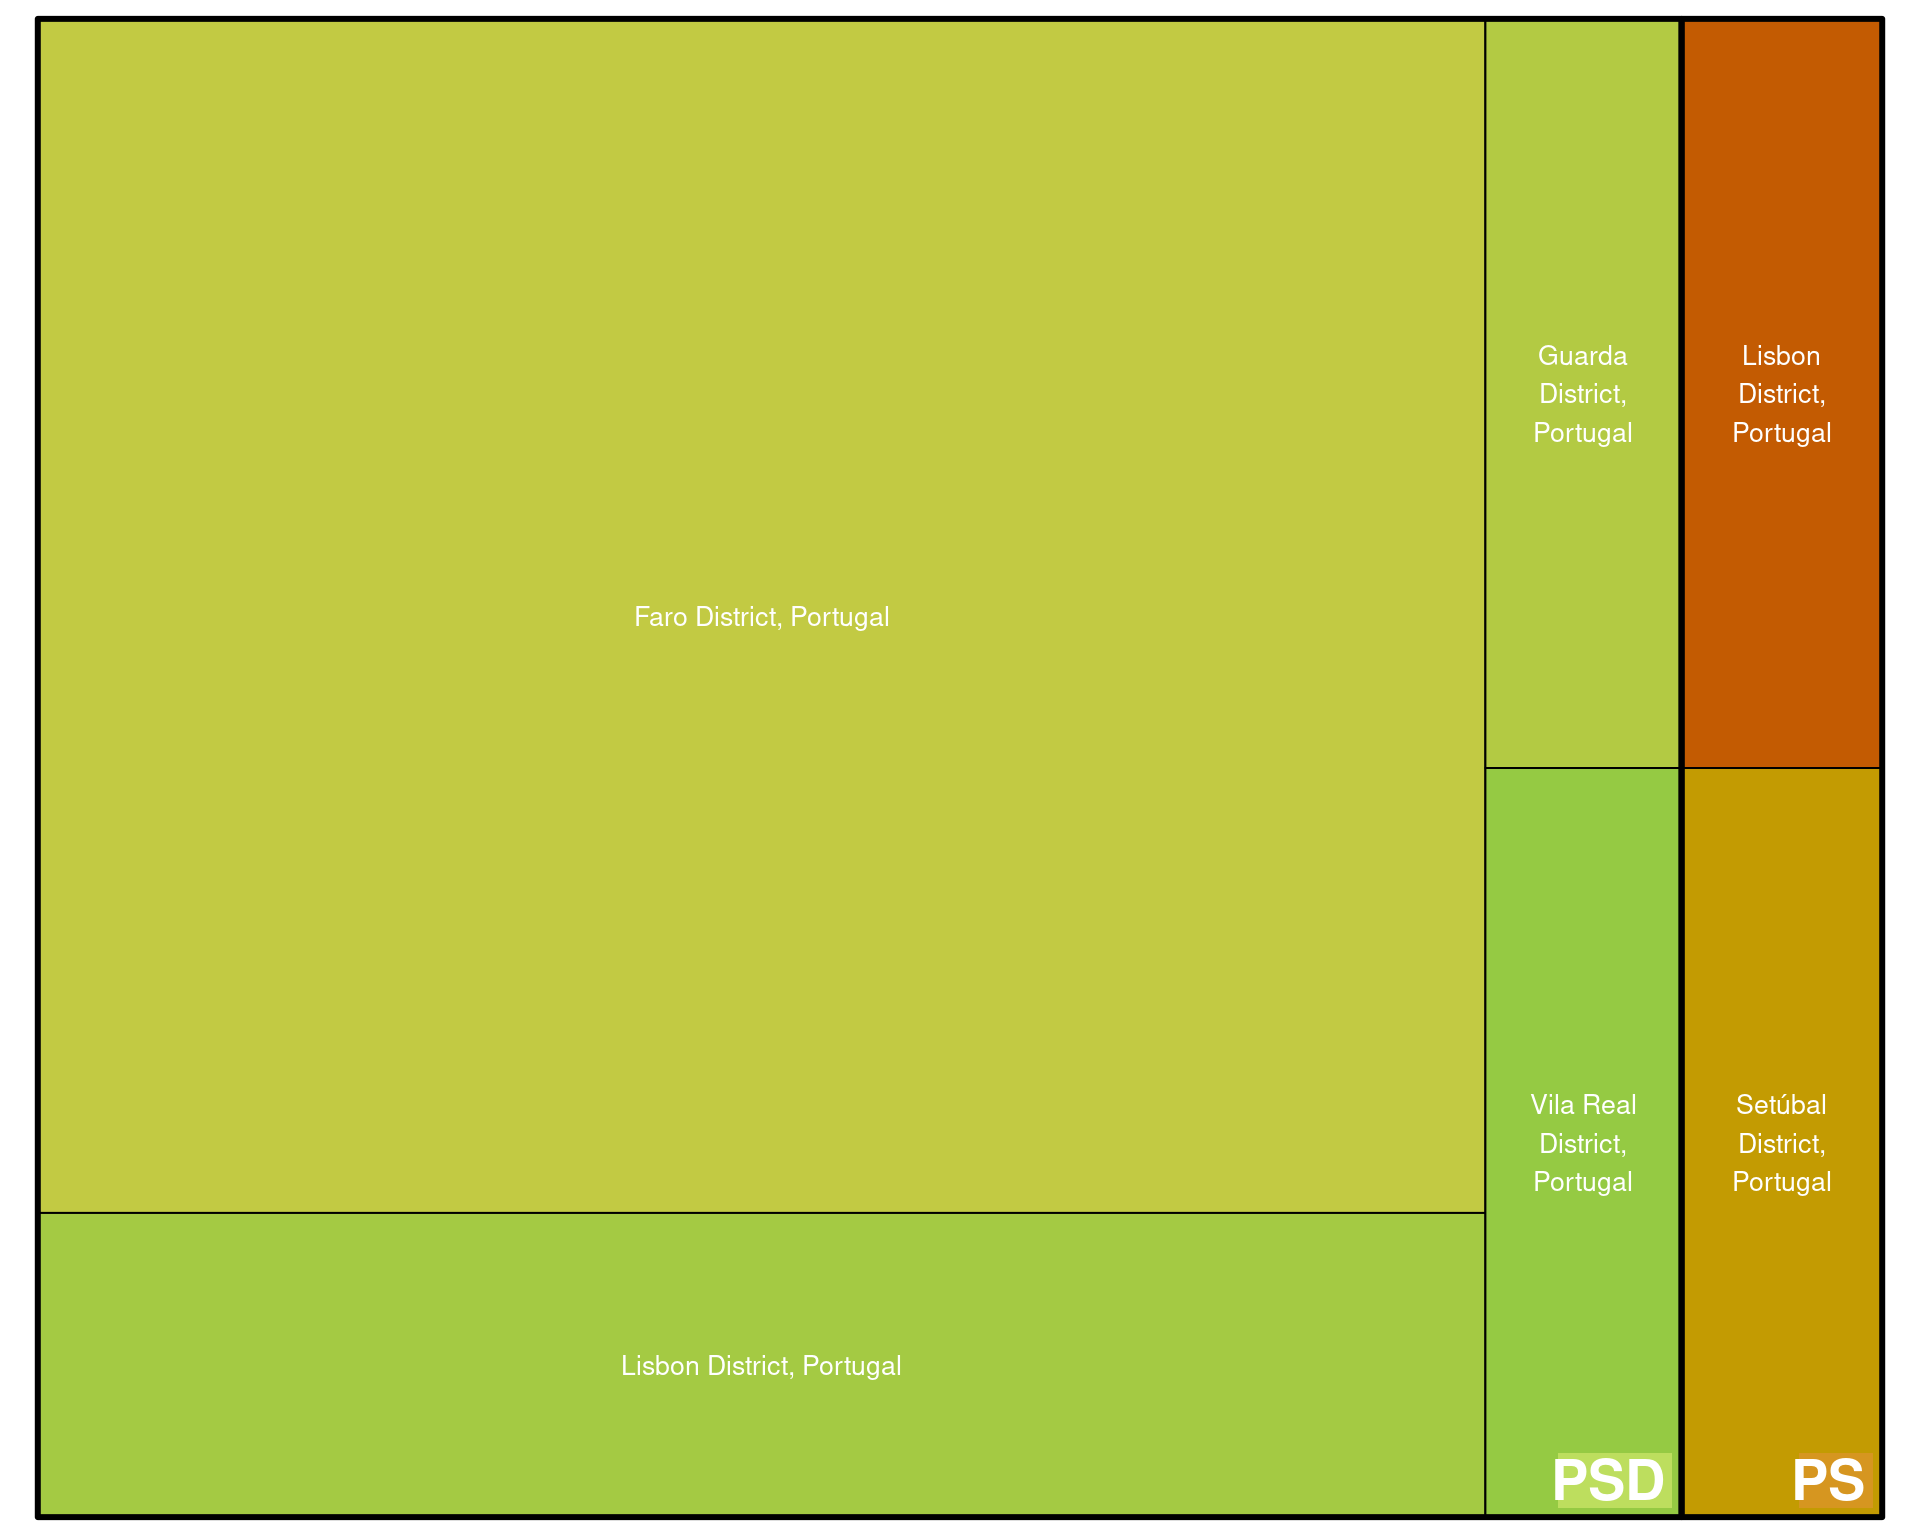 Faro District, Portugal
Lisbon District, Portugal
Guarda
District,
Portugal
Vila Real
District,
Portugal
PSD
Lisbon
District,
Portugal
Setúbal
District,
Portugal
PS